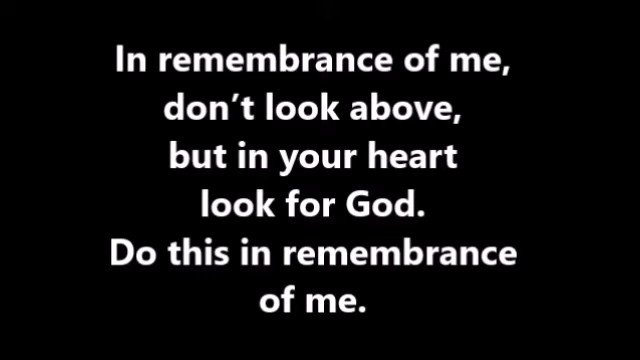 In remembrance of me,
don’t look above,
but in your heart
look for God.
Do this in remembrance
of me.